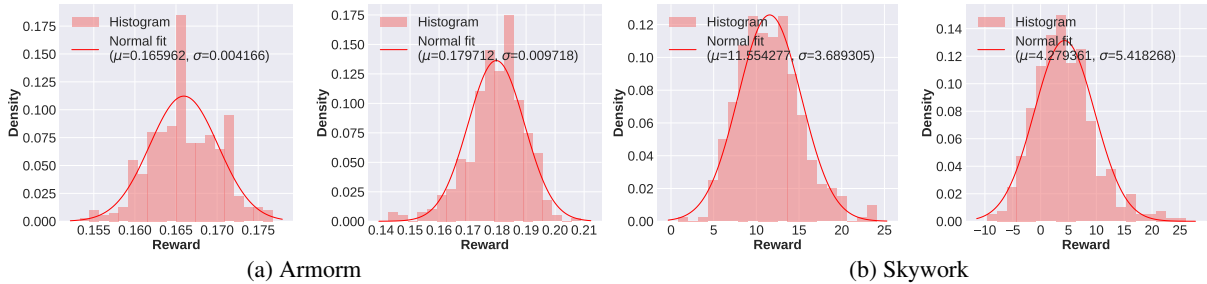 Histogram
Normal fit
(μ=0.165962, σ=0.004166)
Density
0.175
0.150
0.125
0.100
0.075
0.050
0.025
0.000
0.155 0.160 0.165 0.170 0.175
Reward
Histogram
Normal fit
(μ=0.179712, σ=0.009718)
Density
0.175
0.150
0.125
0.100
0.075
0.050
0.025
0.000
0.14 0.15 0.16 0.17 0.18 0.19 0.20 0.21
Reward
(a) Armorm
Histogram
Normal fit
(μ=11.554277, σ=3.689305)
Density
0.12
0.10
0.08
0.06
0.04
0.02
0.00
0 5 10 15 20 25
Reward
Histogram
Normal fit
(μ=4.279361, σ=5.418268)
Density
0.14
0.12
0.10
0.08
0.06
0.04
0.02
0.00
−10 −5 0 5 10 15 20 25
Reward
(b) Skywork